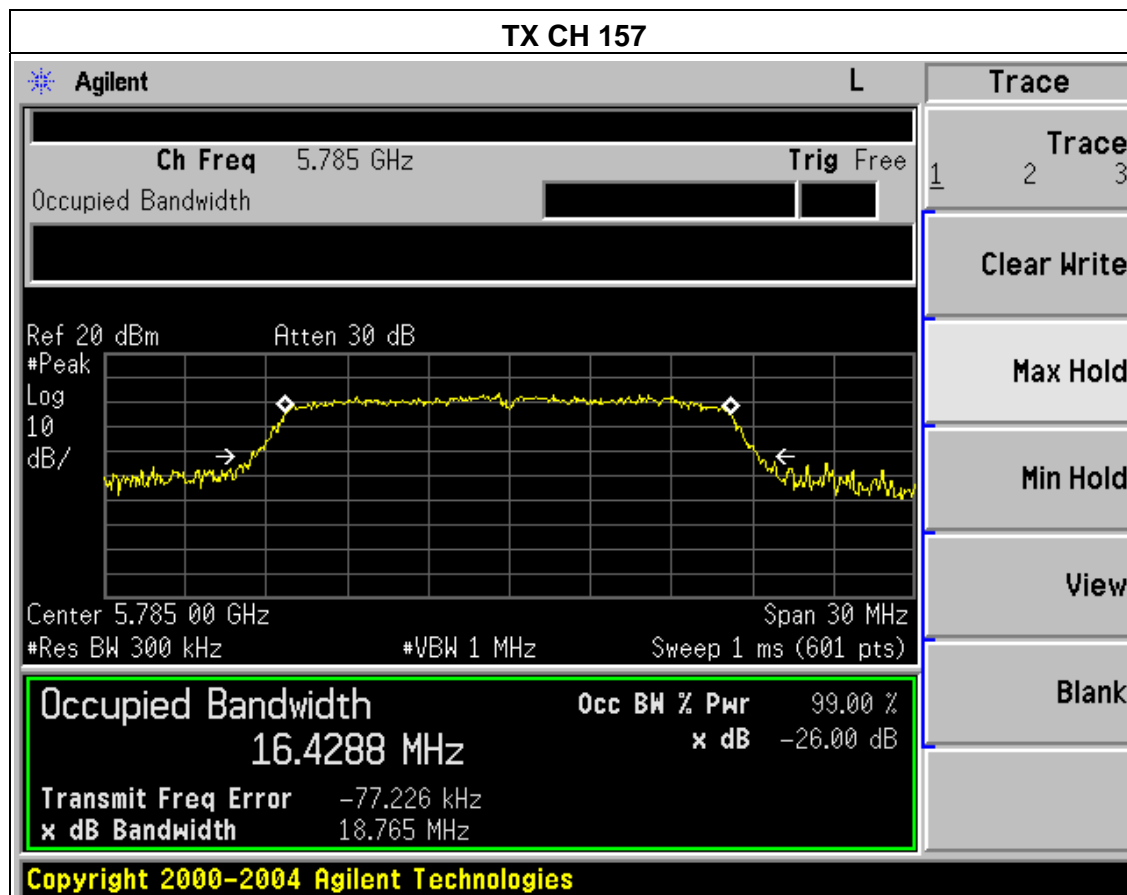 TX CH 157
Agilent L Trace
Ch Freq 5.785 GHz Trig Free
Occupied Bandwidth
Trace
1 2 3
Clear Write
Max Hold
Min Hold
View
Blank
Ref 20 dBm Atten 30 dB
#Peak
Log
10
dB/
Center 5.785 00 GHz Span 30 MHz
#Res BW 300 kHz #VBW 1 MHz Sweep 1 ms (601 pts)
Occupied Bandwidth Occ BW % Pwr 99.00 %
16.4288 MHz x dB -26.00 dB
Transmit Freq Error -77.226 kHz
x dB Bandwidth 18.765 MHz
Copyright 2000-2004 Agilent Technologies